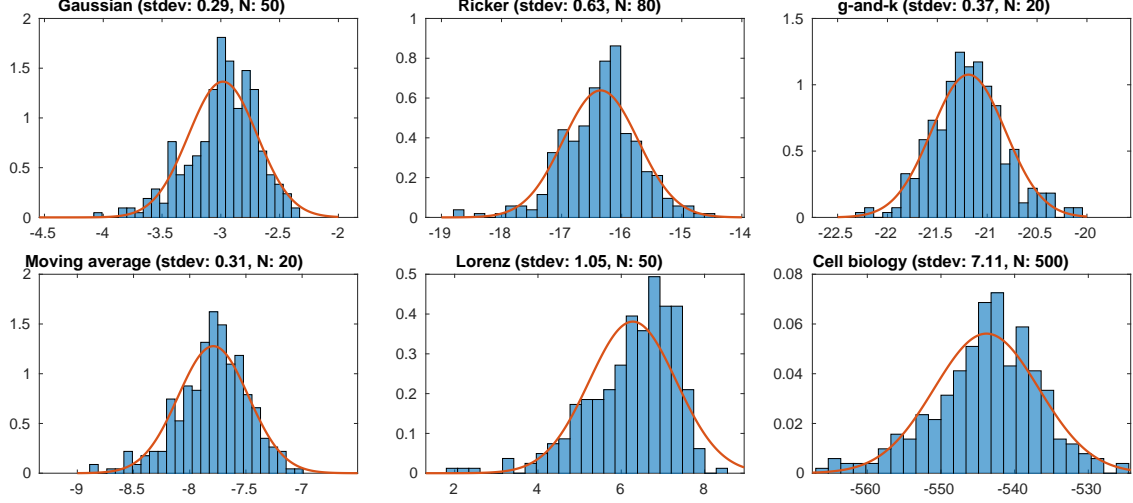 Gaussian (stdev: 0.29, N: 50)
Ricker (stdev: 0.63, N: 80)
g-and-k (stdev: 0.37, N: 20)
2
1.5
1
0.5
0
-4.5 -4 -3.5 -3 -2.5 -2
1
0.8
0.6
0.4
0.2
0
-19 -18 -17 -16 -15 -14
1.5
1
0.5
0
-22.5 -22 -21.5 -21 -20.5 -20
Moving average (stdev: 0.31, N: 20)
Lorenz (stdev: 1.05, N: 50)
Cell biology (stdev: 7.11, N: 500)
2
1.5
1
0.5
0
-9 -8.5 -8 -7.5 -7
0.5
0.4
0.3
0.2
0.1
0
2 4 6 8
0.08
0.06
0.04
0.02
0
-560 -550 -540 -530